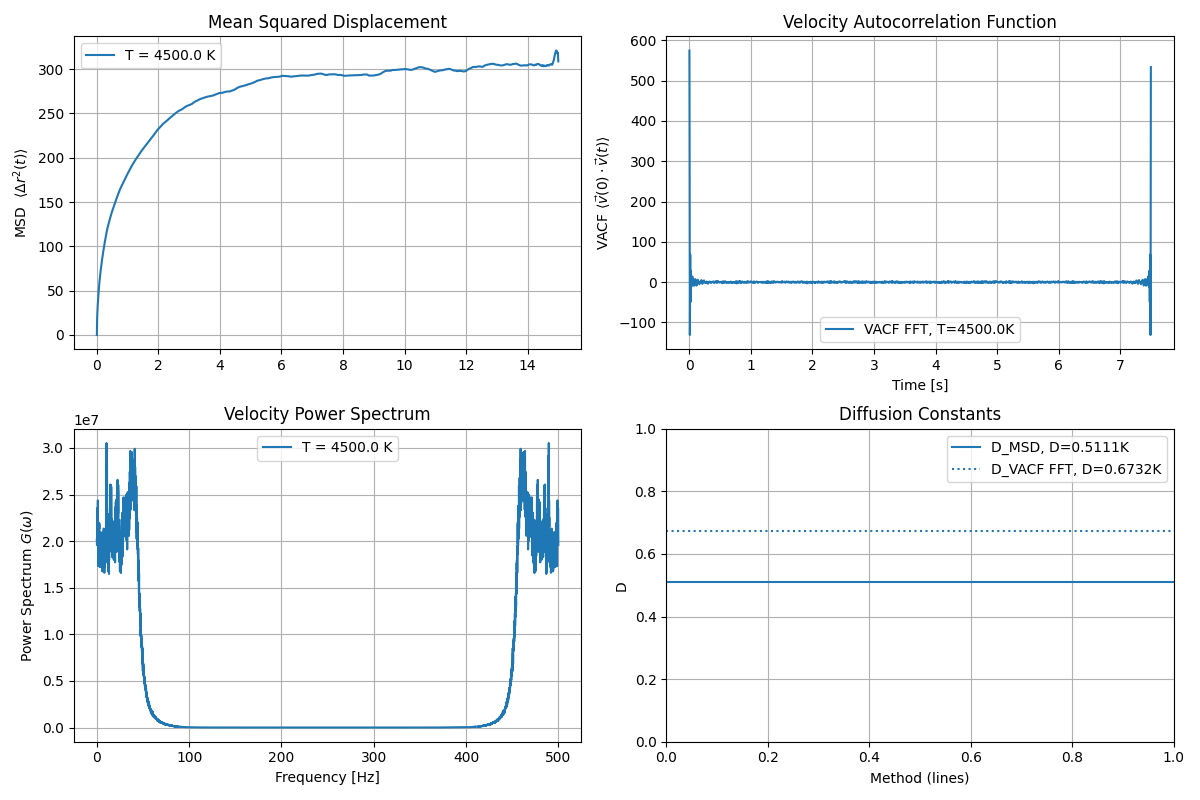 Mean Squared Displacement
T = 4500.0 K
MSD ⟨Δr²(t)⟩
300
250
200
150
100
50
0
0 2 4 6 8 10 12 14
Velocity Autocorrelation Function
VACF ⟨v⃗(0) · v⃗(t)⟩
600
500
400
300
200
100
0
−100
VACF FFT, T=4500.0K
0 1 2 3 4 5 6 7
Time [s]
Velocity Power Spectrum
1e7
T = 4500.0 K
Power Spectrum G(ω)
3.0
2.5
2.0
1.5
1.0
0.5
0.0
0 100 200 300 400 500
Frequency [Hz]
Diffusion Constants
D_MSD, D=0.5111K
D_VACF FFT, D=0.6732K
D
1.0
0.8
0.6
0.4
0.2
0.0
0.0 0.2 0.4 0.6 0.8 1.0
Method (lines)